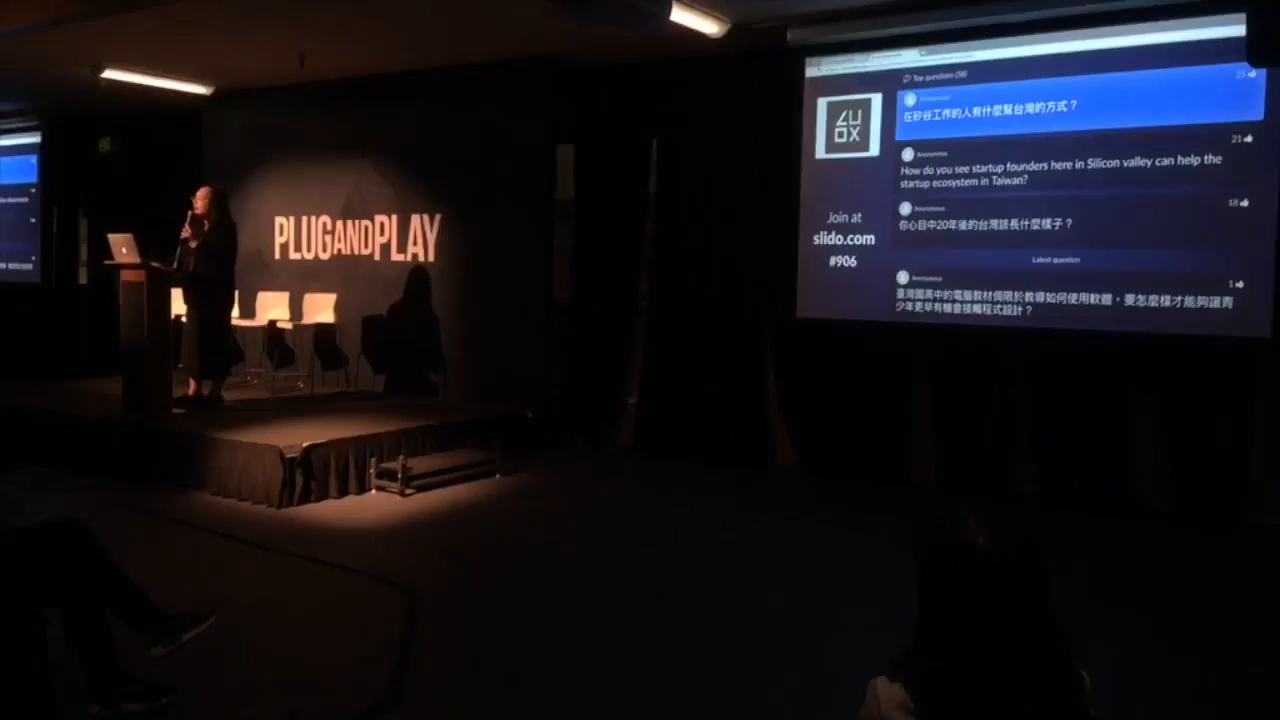 PLUGANDPLAY
Top questions (58)
23
Anonymous
在矽谷工作的人有什麼幫台灣的方式？
21
Anonymous
How do you see startup founders here in Silicon valley can help the
startup ecosystem in Taiwan?
18
Anonymous
你心目中20年後的台灣該長什麼樣子？
Latest question
1
Anonymous
臺灣國高中的電腦教材侷限於教導如何使用軟體，要怎麼樣才能夠讓青
少年更早有機會接觸程式設計？
Join at
slido.com
#906